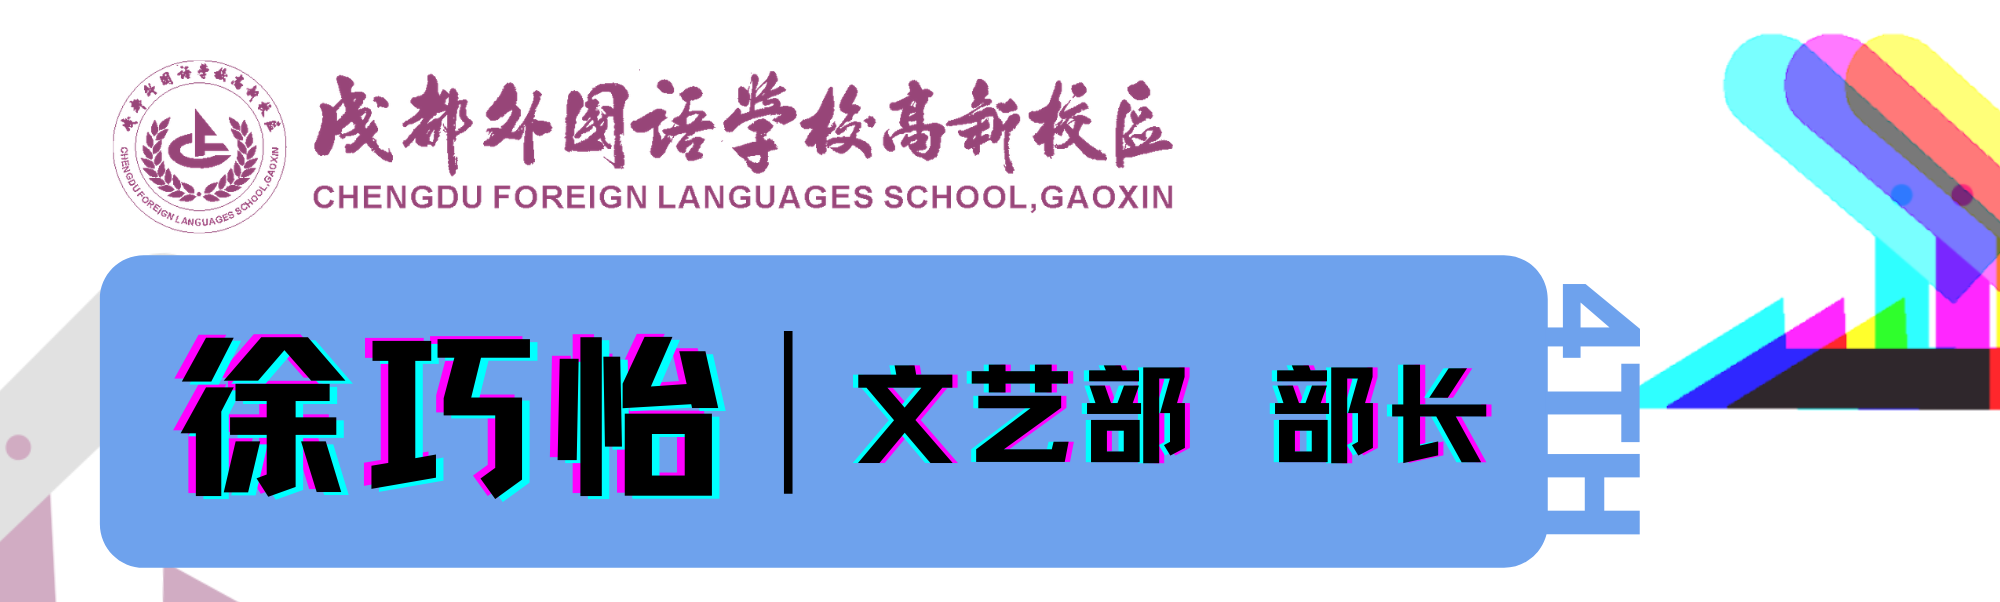 成都外国语学校高新校区
CHENGDU FOREIGN LANGUAGES SCHOOL,GAOXIN
成都外国语学校高新校区
CHENGDU FOREIGN LANGUAGES SCHOOL,GAOXIN
徐巧怡
文艺部 部长
4TH